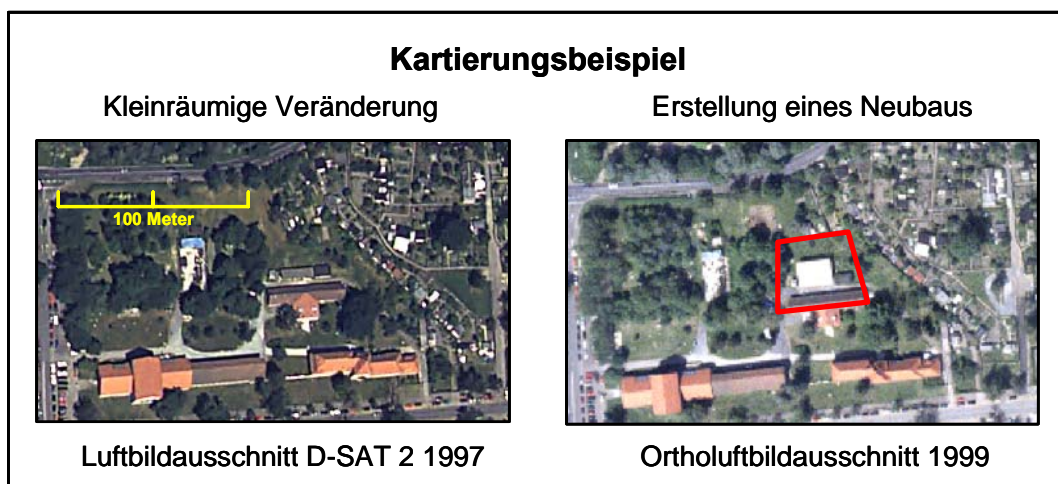 Kartierungsbeispiel
Kleinräumige Veränderung
Erstellung eines Neubaus
100 Meter
Luftbildausschnitt D-SAT 2 1997
Ortholuftbildausschnitt 1999